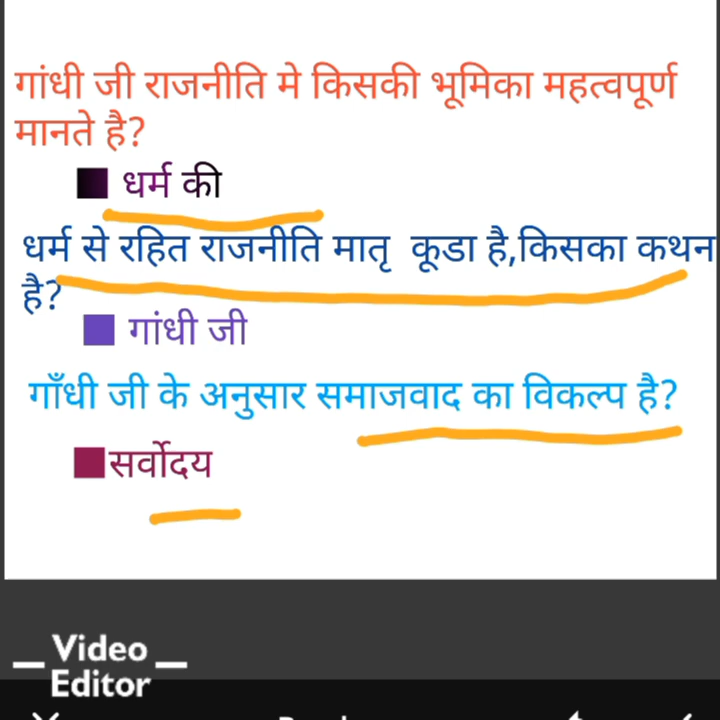 गांधी जी राजनीति मे किसकी भूमिका महत्वपूर्ण
मानते है?
धर्म की
धर्म से रहित राजनीति मातृ कूडा है,किसका कथन
है?
गांधी जी
गाँधी जी के अनुसार समाजवाद का विकल्प है?
सर्वोदय
Video
Editor